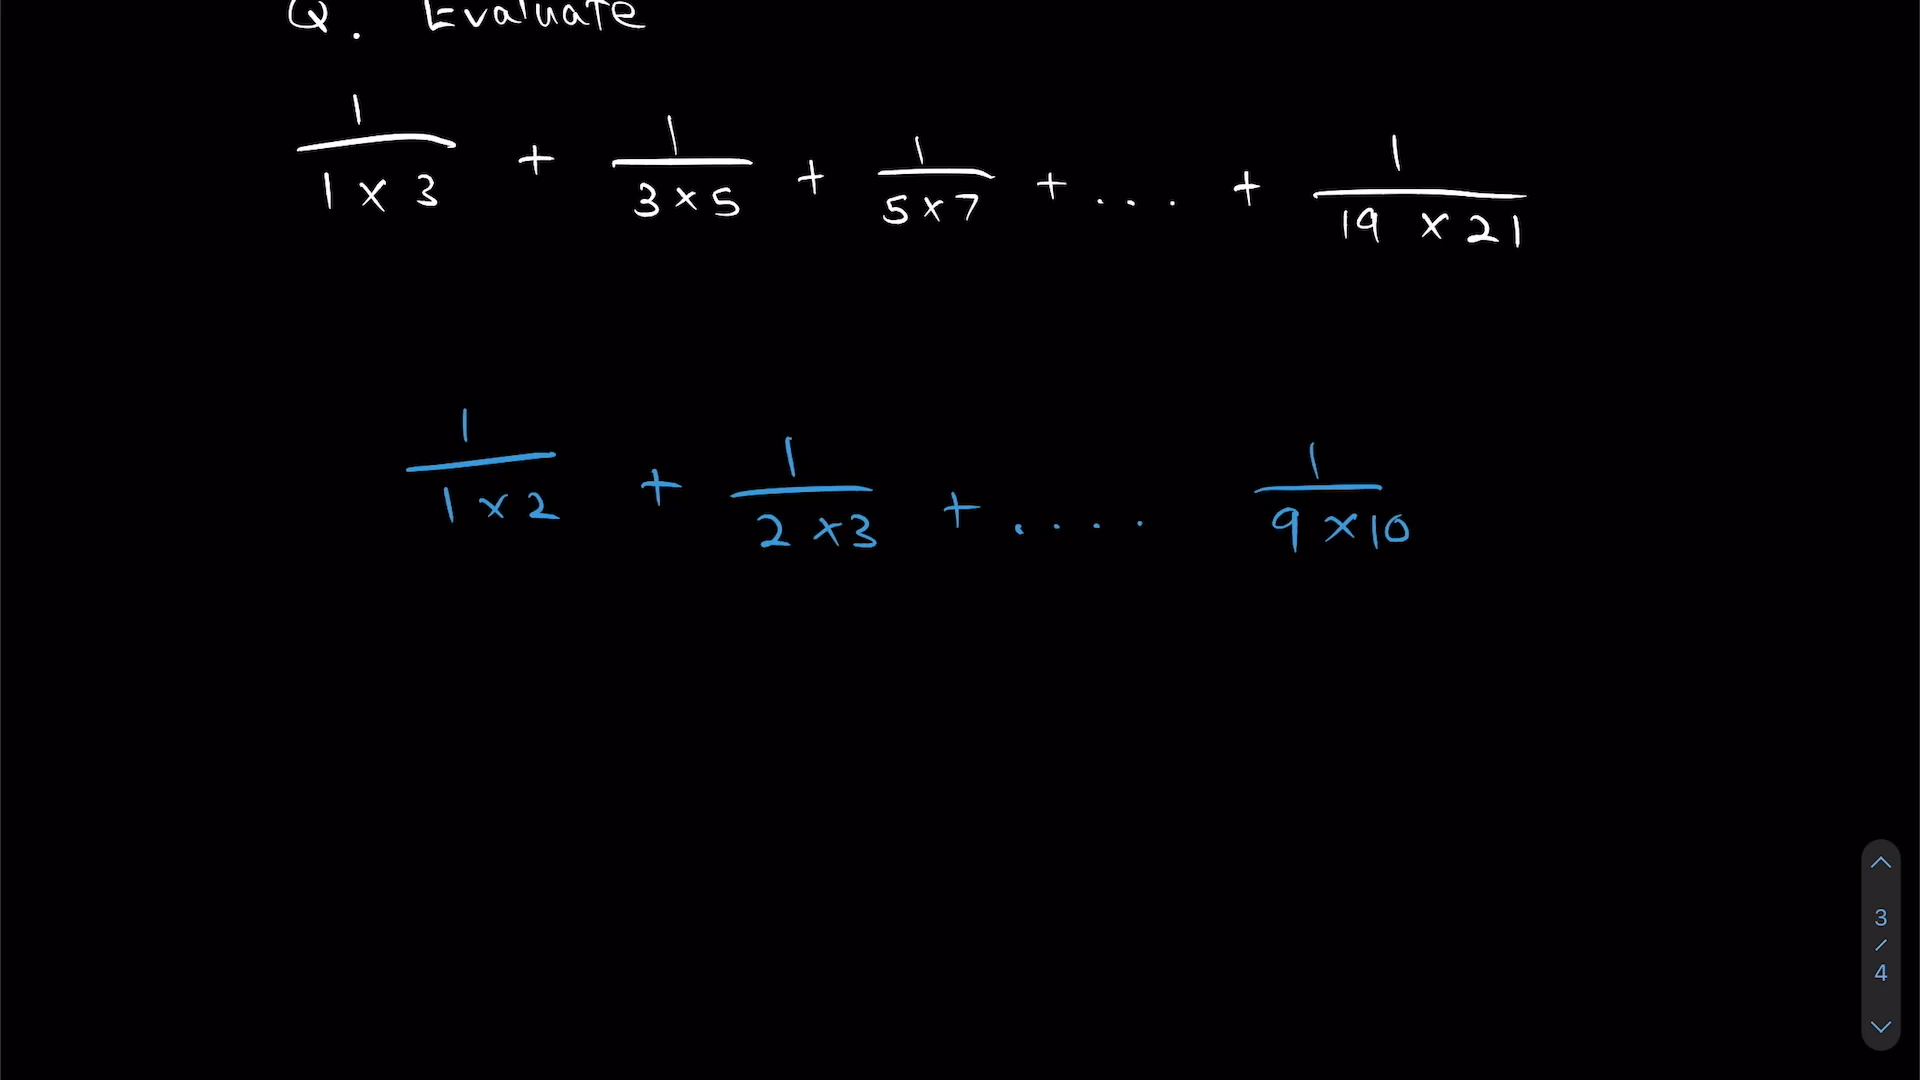 Q. Evaluate
1/(1 × 3) + 1/(3 × 5) + 1/(5 × 7) + ... + 1/(19 × 21)
1/(1 × 2) + 1/(2 × 3) + .... 1/(9 × 10)
3
/
4